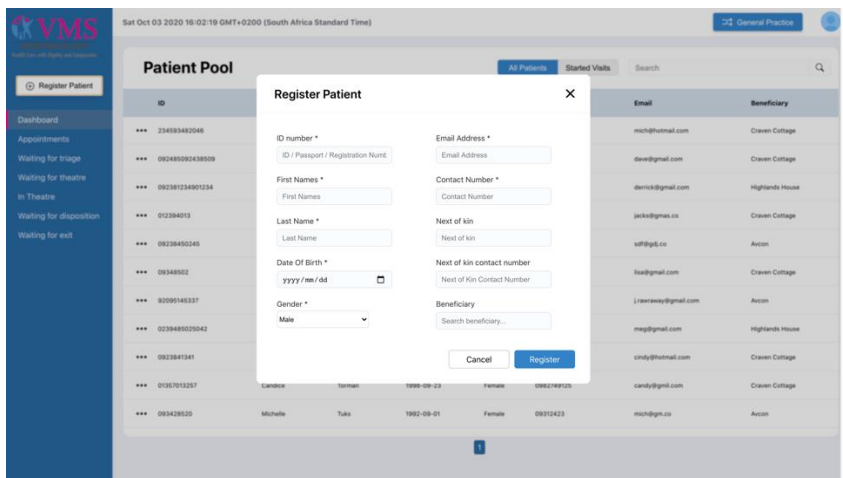 VMS
Sat Oct 03 2020 16:02:19 GMT+0200 (South Africa Standard Time)
General Practice
Register Patient
Dashboard
Appointments
Waiting for triage
Waiting for theatre
In Theatre
Waiting for disposition
Waiting for exit
Patient Pool
All Patients Started Visits Search
ID Email Beneficiary
234593482046 mich@hotmail.com Craven Cottage
092485092438509 dave@gmail.com Craven Cottage
092381234901234 derrick@gmail.com Highlands House
012394013 jacks@gmas.co Craven Cottage
09238450245 sdf@gdj.co Avcon
09348502 lisa@gmail.com Craven Cottage
92095145337 j.rawraway@gmail.com Avcon
0239485025042 meg@gmail.com Highlands House
0923841341 cindy@hotmail.com Craven Cottage
01357013257 Candice Torman 1996-09-23 Female 0982749125 candy@gmil.com Craven Cottage
093428520 Michelle Tuks 1992-09-01 Female 09312423 mich@gm.co Avcon
1
Register Patient
ID number *
ID / Passport / Registration Numb
First Names *
First Names
Last Name *
Last Name
Date Of Birth *
yyyy/mm/dd
Gender *
Male
Email Address *
Email Address
Contact Number *
Contact Number
Next of kin
Next of kin
Next of kin contact number
Next of Kin Contact Number
Beneficiary
Search beneficiary...
Cancel Register